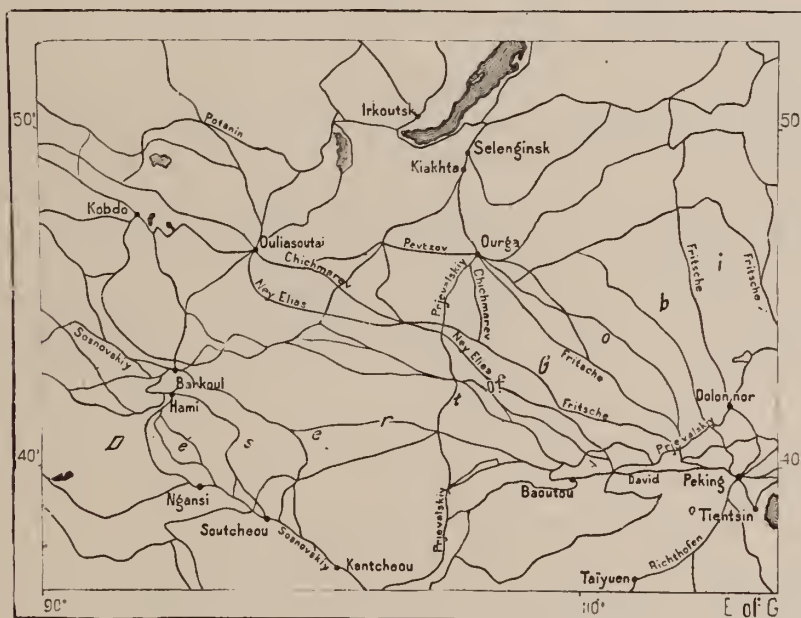 50°
50
Irkoutsk
Potanin
Selenginsk
Kiakhta
Kobdo
Ouliasoutai
Pevtzov
Ourga
Chichmarev
Fritsche
Fritsche
i
b
Ney Elias
Prjevalskiy
Chichmarev
o
Sosnovskiy
Barkoul
Ney Elias
G
Fritsche
of
Hami
t
Fritsche
Dolonnor
D
e
s
e
r
Prjevalskiy
40°
40
Ngansi
Baoutou
David
Peking
Soutcheou
Sosnovskiy
Prjevalskiy
Tientsin
Kantcheou
Richthofen
Taïyuen
90°
110°
E of G